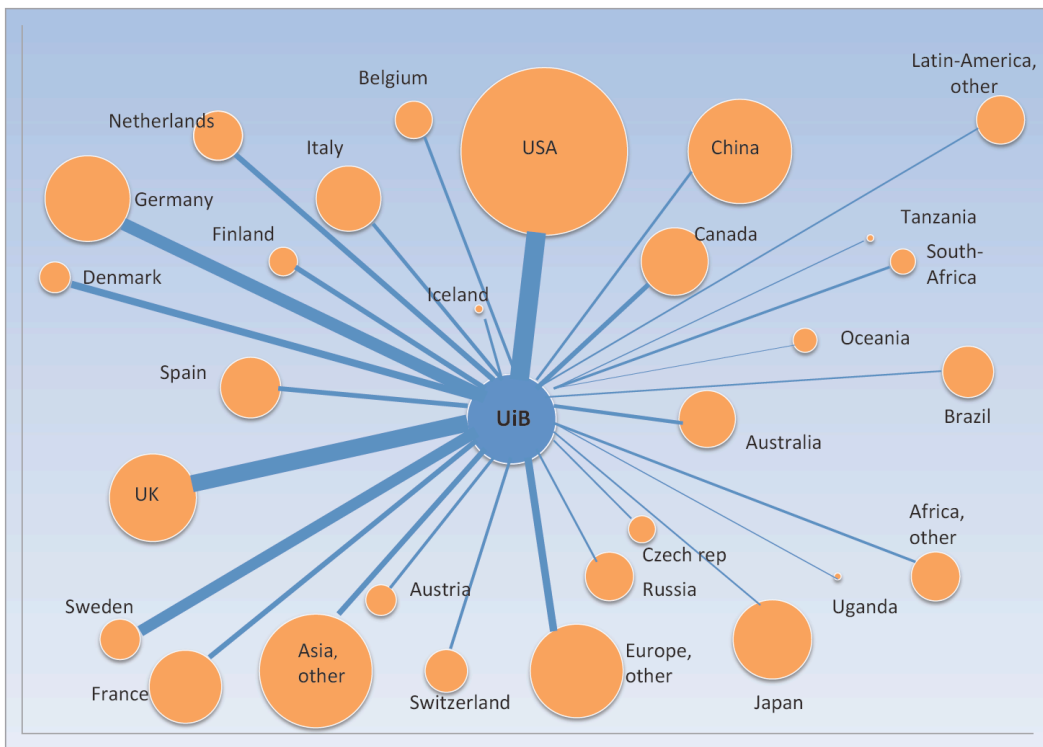 Latin-America,
other
Belgium
Netherlands
Italy
USA
China
Germany
Tanzania
Finland
Canada
South-
Africa
Denmark
Iceland
Oceania
Spain
UiB
Brazil
Australia
UK
Africa,
other
Czech rep
Austria
Russia
Uganda
Sweden
Asia,
other
Europe,
other
France
Switzerland
Japan